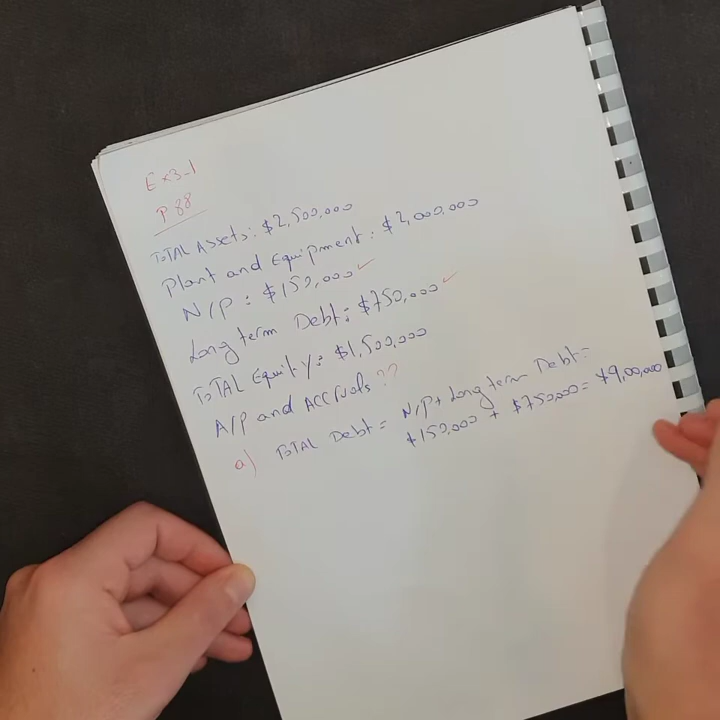 Ex3-1
P 88
TOTAL Assets: $2,500,000
Plant and Equipment: $2,000,000
N/P: $150,000 ✓
Long term Debt: $750,000 ✓
TOTAL Equity: $1,500,000
A/P and Accruals ??
a) TOTAL Debt = N/P + Long term Debt =
$150,000 + $750,000 = $9,00,000